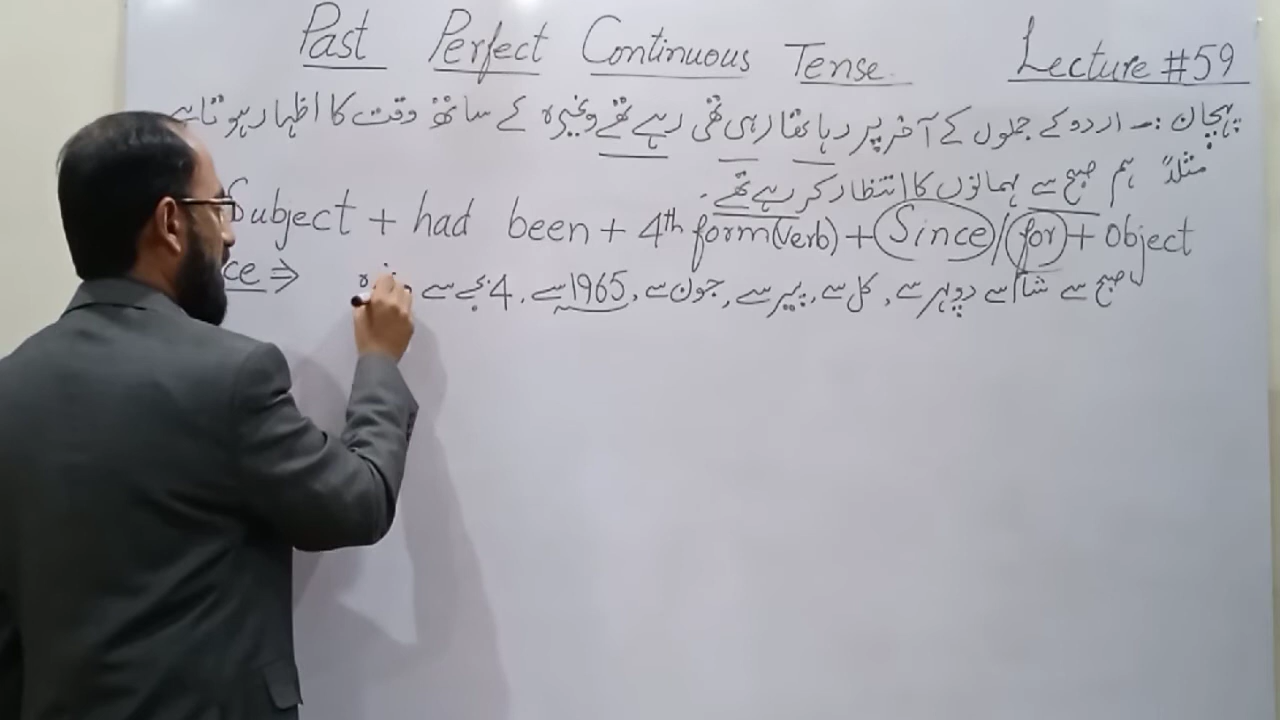 Past Perfect Continuous Tense Lecture #59
پہچان :۔ اردو کے جملوں کے آخر پر رہا تھا، رہی تھی رہے تھے وغیرہ کے ساتھ وقت کا اظہار ہوتا ہے
مثلاً ہم صبح سے مہمانوں کا انتظار کر رہے تھے۔
Subject + had been + 4th form(Verb) + Since/for + Object
ce ⇒ صبح سے شام سے دوپہر سے, کل سے, پیر سے, جون سے, 1965 سے, 4 بجے سے